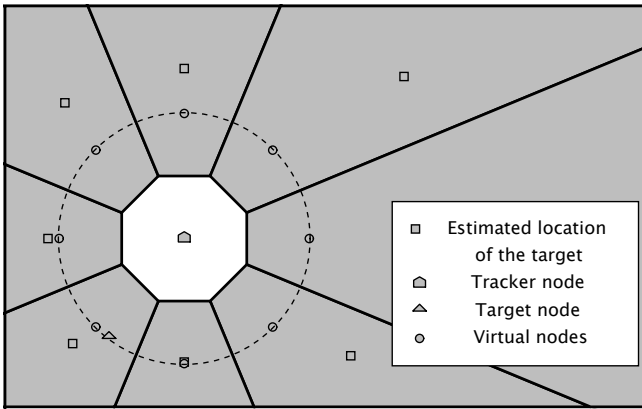 Estimated location
of the target
Tracker node
Target node
Virtual nodes